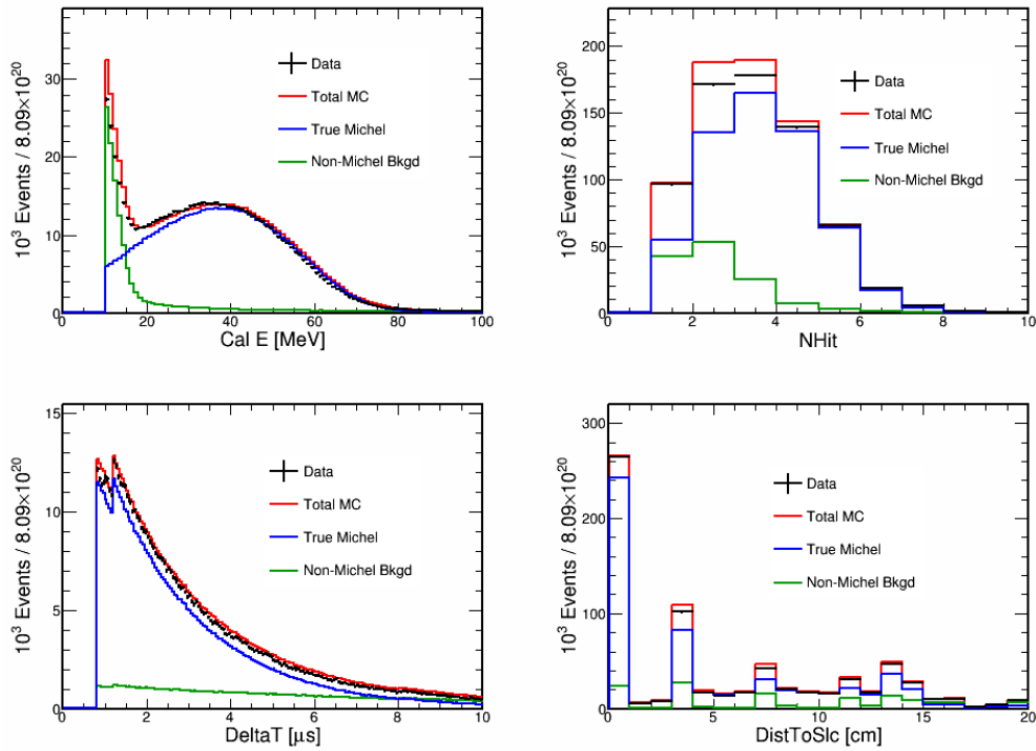 10³ Events / 8.09×10²⁰
30
20
10
0
Data
Total MC
True Michel
Non-Michel Bkgd
0 20 40 60 80 100
Cal E [MeV]
10³ Events / 8.09×10²⁰
200
150
100
50
0
Data
Total MC
True Michel
Non-Michel Bkgd
0 2 4 6 8 10
NHit
10³ Events / 8.09×10²⁰
15
10
5
0
Data
Total MC
True Michel
Non-Michel Bkgd
0 2 4 6 8 10
DeltaT [μs]
10³ Events / 8.09×10²⁰
300
200
100
0
Data
Total MC
True Michel
Non-Michel Bkgd
0 5 10 15 20
DistToSlc [cm]